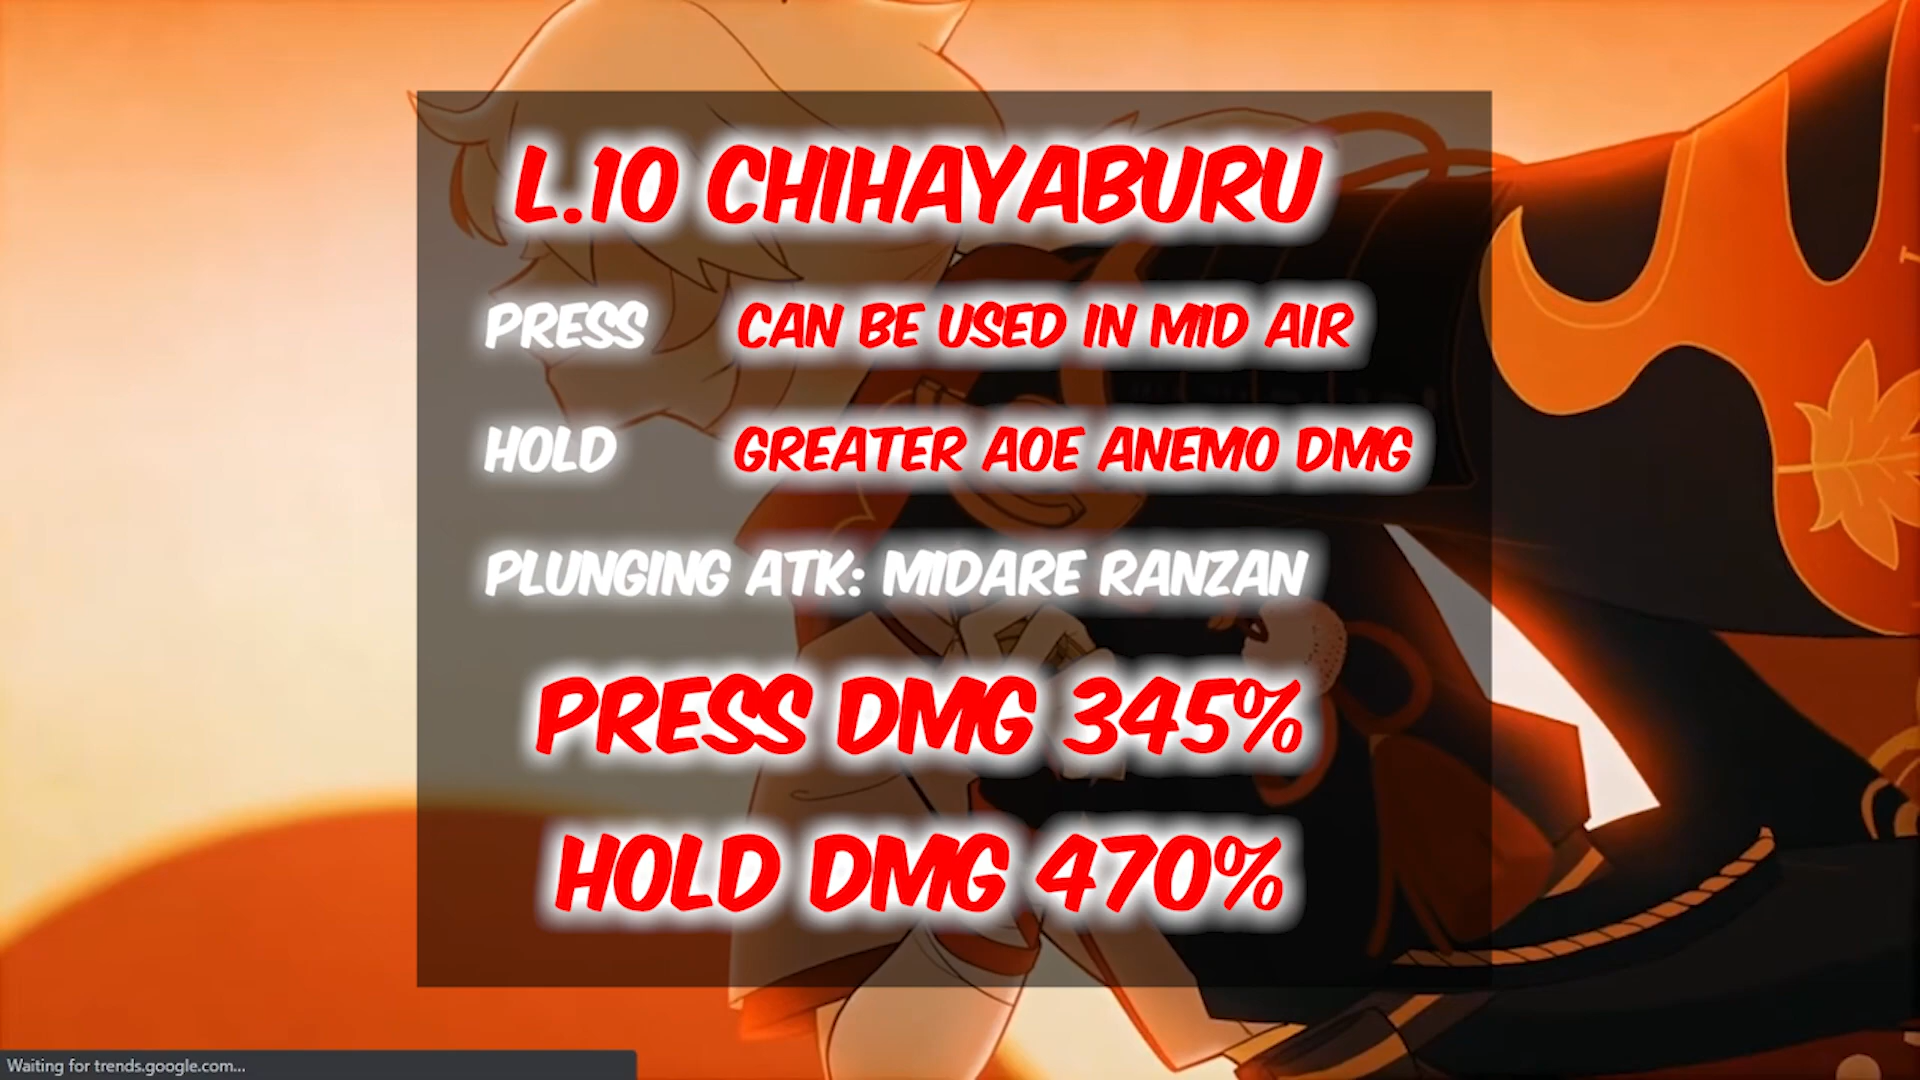 L.10 CHIHAYABURU
PRESS CAN BE USED IN MID AIR
HOLD GREATER AOE ANEMO DMG
PLUNGING ATK: MIDARE RANZAN
PRESS DMG 345%
HOLD DMG 470%
Waiting for trends.google.com...